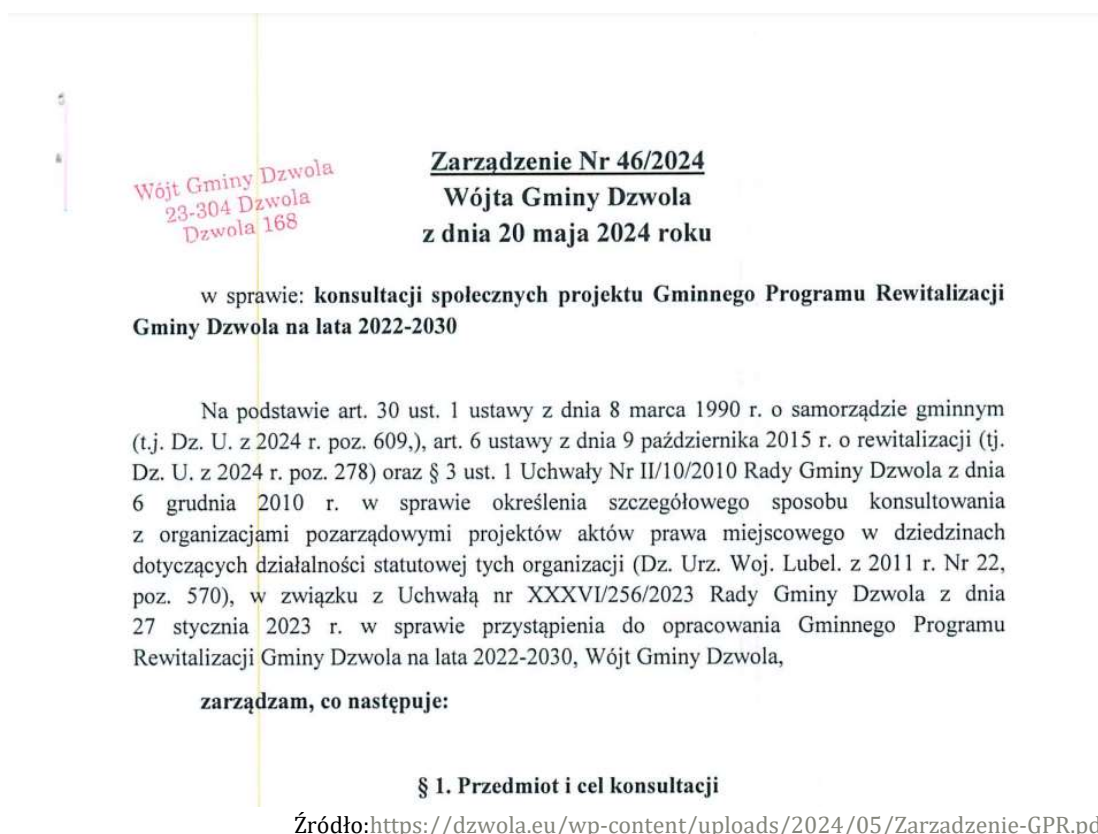 Wójt Gminy Dzwola
23-304 Dzwola
Dzwola 168
Zarządzenie Nr 46/2024
Wójta Gminy Dzwola
z dnia 20 maja 2024 roku
w sprawie: konsultacji społecznych projektu Gminnego Programu Rewitalizacji
Gminy Dzwola na lata 2022-2030
Na podstawie art. 30 ust. 1 ustawy z dnia 8 marca 1990 r. o samorządzie gminnym
(t.j. Dz. U. z 2024 r. poz. 609,), art. 6 ustawy z dnia 9 października 2015 r. o rewitalizacji (tj.
Dz. U. z 2024 r. poz. 278) oraz § 3 ust. 1 Uchwały Nr II/10/2010 Rady Gminy Dzwola z dnia
6 grudnia 2010 r. w sprawie określenia szczegółowego sposobu konsultowania
z organizacjami pozarządowymi projektów aktów prawa miejscowego w dziedzinach
dotyczących działalności statutowej tych organizacji (Dz. Urz. Woj. Lubel. z 2011 r. Nr 22,
poz. 570), w związku z Uchwałą nr XXXVI/256/2023 Rady Gminy Dzwola z dnia
27 stycznia 2023 r. w sprawie przystąpienia do opracowania Gminnego Programu
Rewitalizacji Gminy Dzwola na lata 2022-2030, Wójt Gminy Dzwola,
zarządzam, co następuje:
§ 1. Przedmiot i cel konsultacji
Źródło:https://dzwola.eu/wp-content/uploads/2024/05/Zarzadzenie-GPR.pd